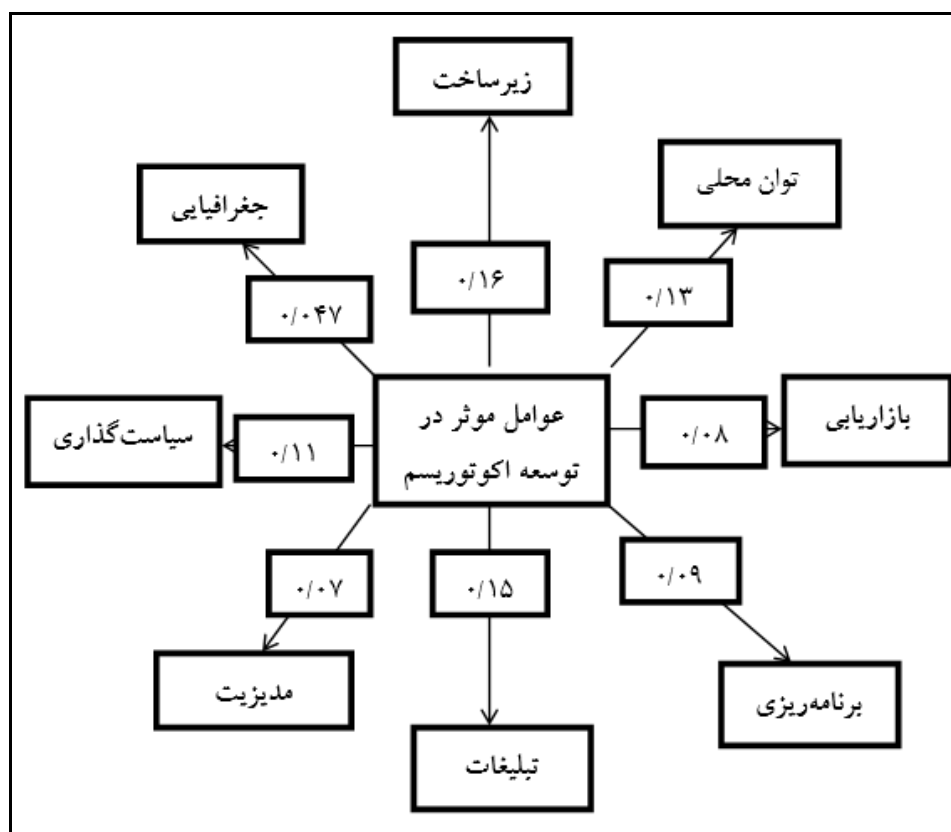 زیرساخت
توان محلی
جغرافیایی
۰/۱۶
۰/۱۳
۰/۰۴۷
عوامل موثر در
توسعه اکوتوریسم
بازاریابی
۰/۰۸
سیاست‌گذاری
۰/۱۱
۰/۰۷
۰/۱۵
۰/۰۹
مدیزیت
برنامه‌ریزی
تبلیغات